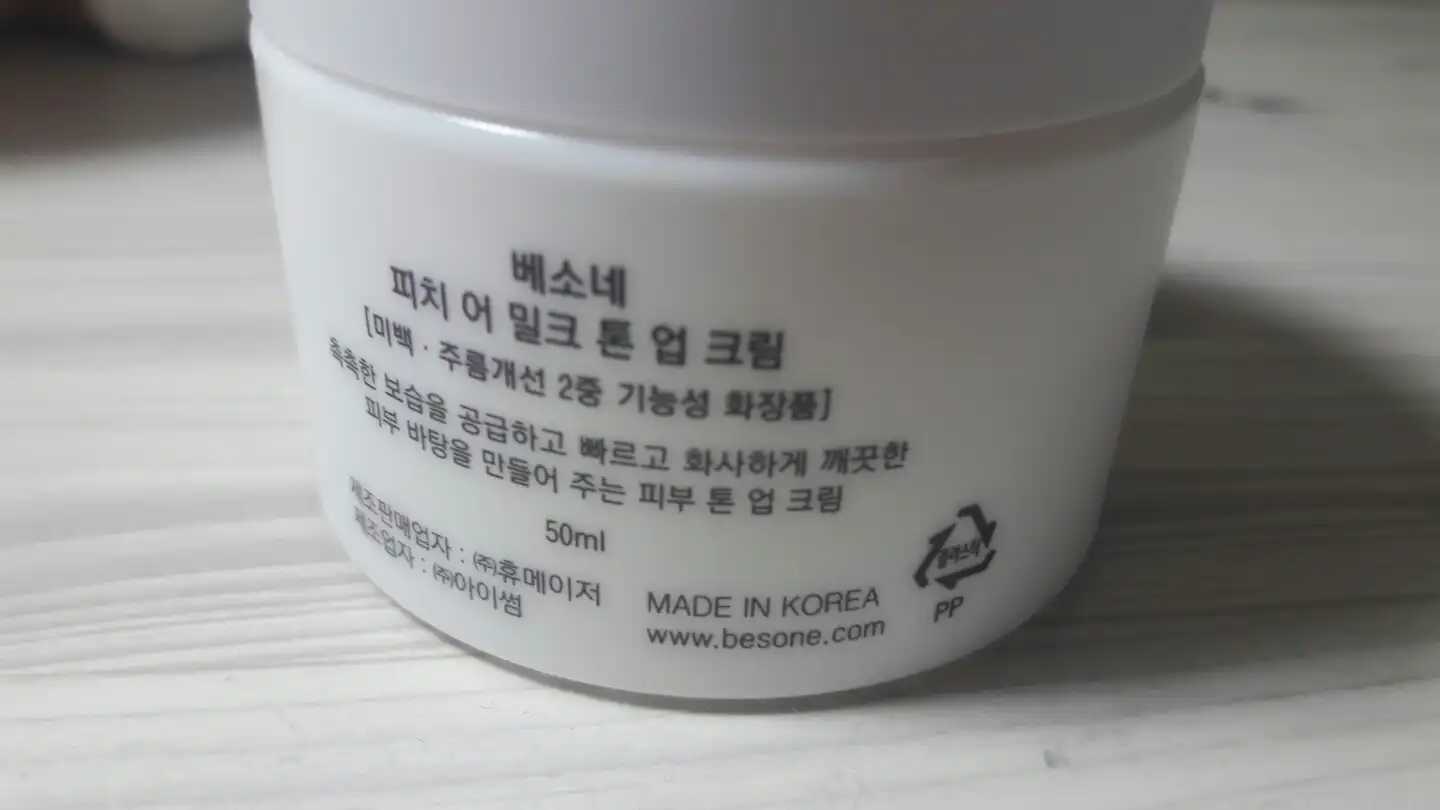 베소네
피치 어 밀크 톤 업 크림
[미백 · 주름개선 2중 기능성 화장품]
촉촉한 보습을 공급하고 빠르고 화사하게 깨끗한
피부 바탕을 만들어 주는 피부 톤 업 크림
50ml
제조판매업자 : ㈜휴메이저
제조업자 : ㈜아이썸
MADE IN KOREA
www.besone.com
플라스틱
PP